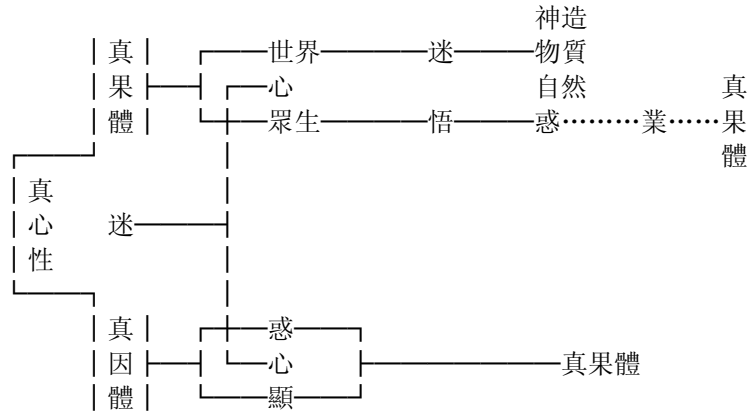 神造
真 世界 迷 物質
果 心 自然 真
體 眾生 悟 惑………業……果
體
真
心 迷
性
真 惑
因 心 真果體
體 顯